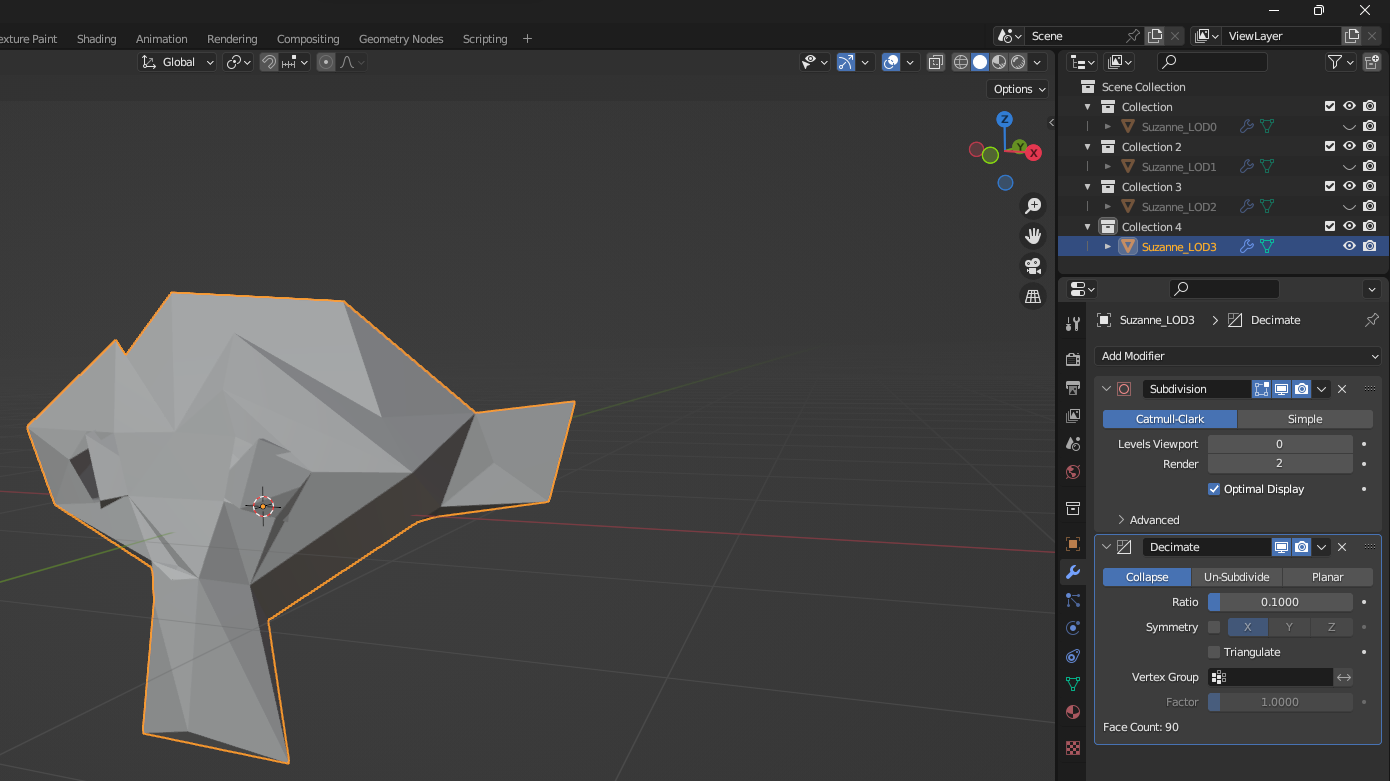 exture Paint Shading Animation Rendering Compositing Geometry Nodes Scripting +
Scene
ViewLayer
Global
Options
Z
Y
X
Scene Collection
Collection
Suzanne_LOD0
Collection 2
Suzanne_LOD1
Collection 3
Suzanne_LOD2
Collection 4
Suzanne_LOD3
Suzanne_LOD3 > Decimate
Add Modifier
Subdivision
Catmull-Clark Simple
Levels Viewport 0
Render 2
Optimal Display
Advanced
Decimate
Collapse Un-Subdivide Planar
Ratio 0.1000
Symmetry X Y Z
Triangulate
Vertex Group
Factor 1.0000
Face Count: 90